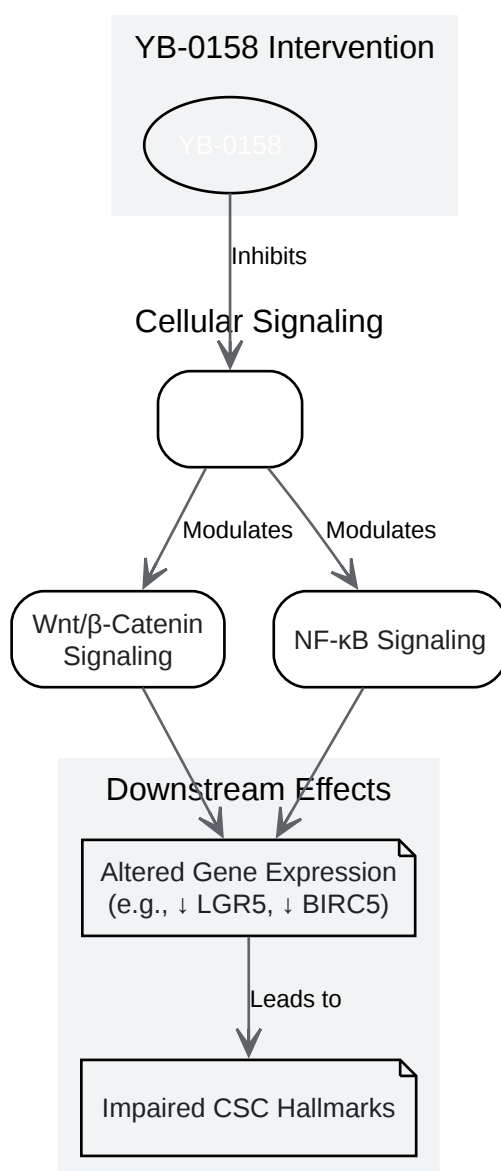 YB-0158 Intervention
YB-0158
Inhibits
Cellular Signaling
Modulates
Modulates
Wnt/β-Catenin
Signaling
NF-κB Signaling
Downstream Effects
Altered Gene Expression
(e.g., ↓ LGR5, ↓ BIRC5)
Leads to
Impaired CSC Hallmarks